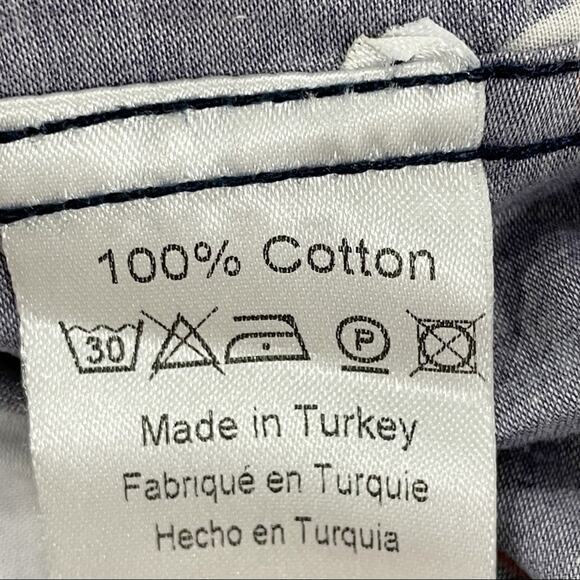 100% Cotton
30 P
Made in Turkey
Fabriqué en Turquie
Hecho en Turquia